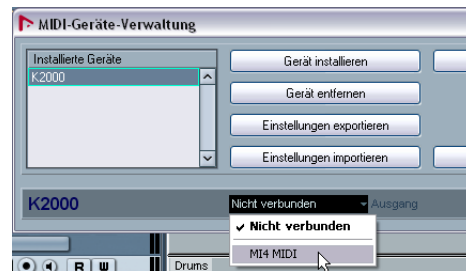 MIDI-Geräte-Verwaltung
Installierte Geräte
K2000
Gerät installieren
Gerät entfernen
Einstellungen exportieren
Einstellungen importieren
K2000
Nicht verbunden Ausgang
✓ Nicht verbunden
MI4 MIDI
R W Drums